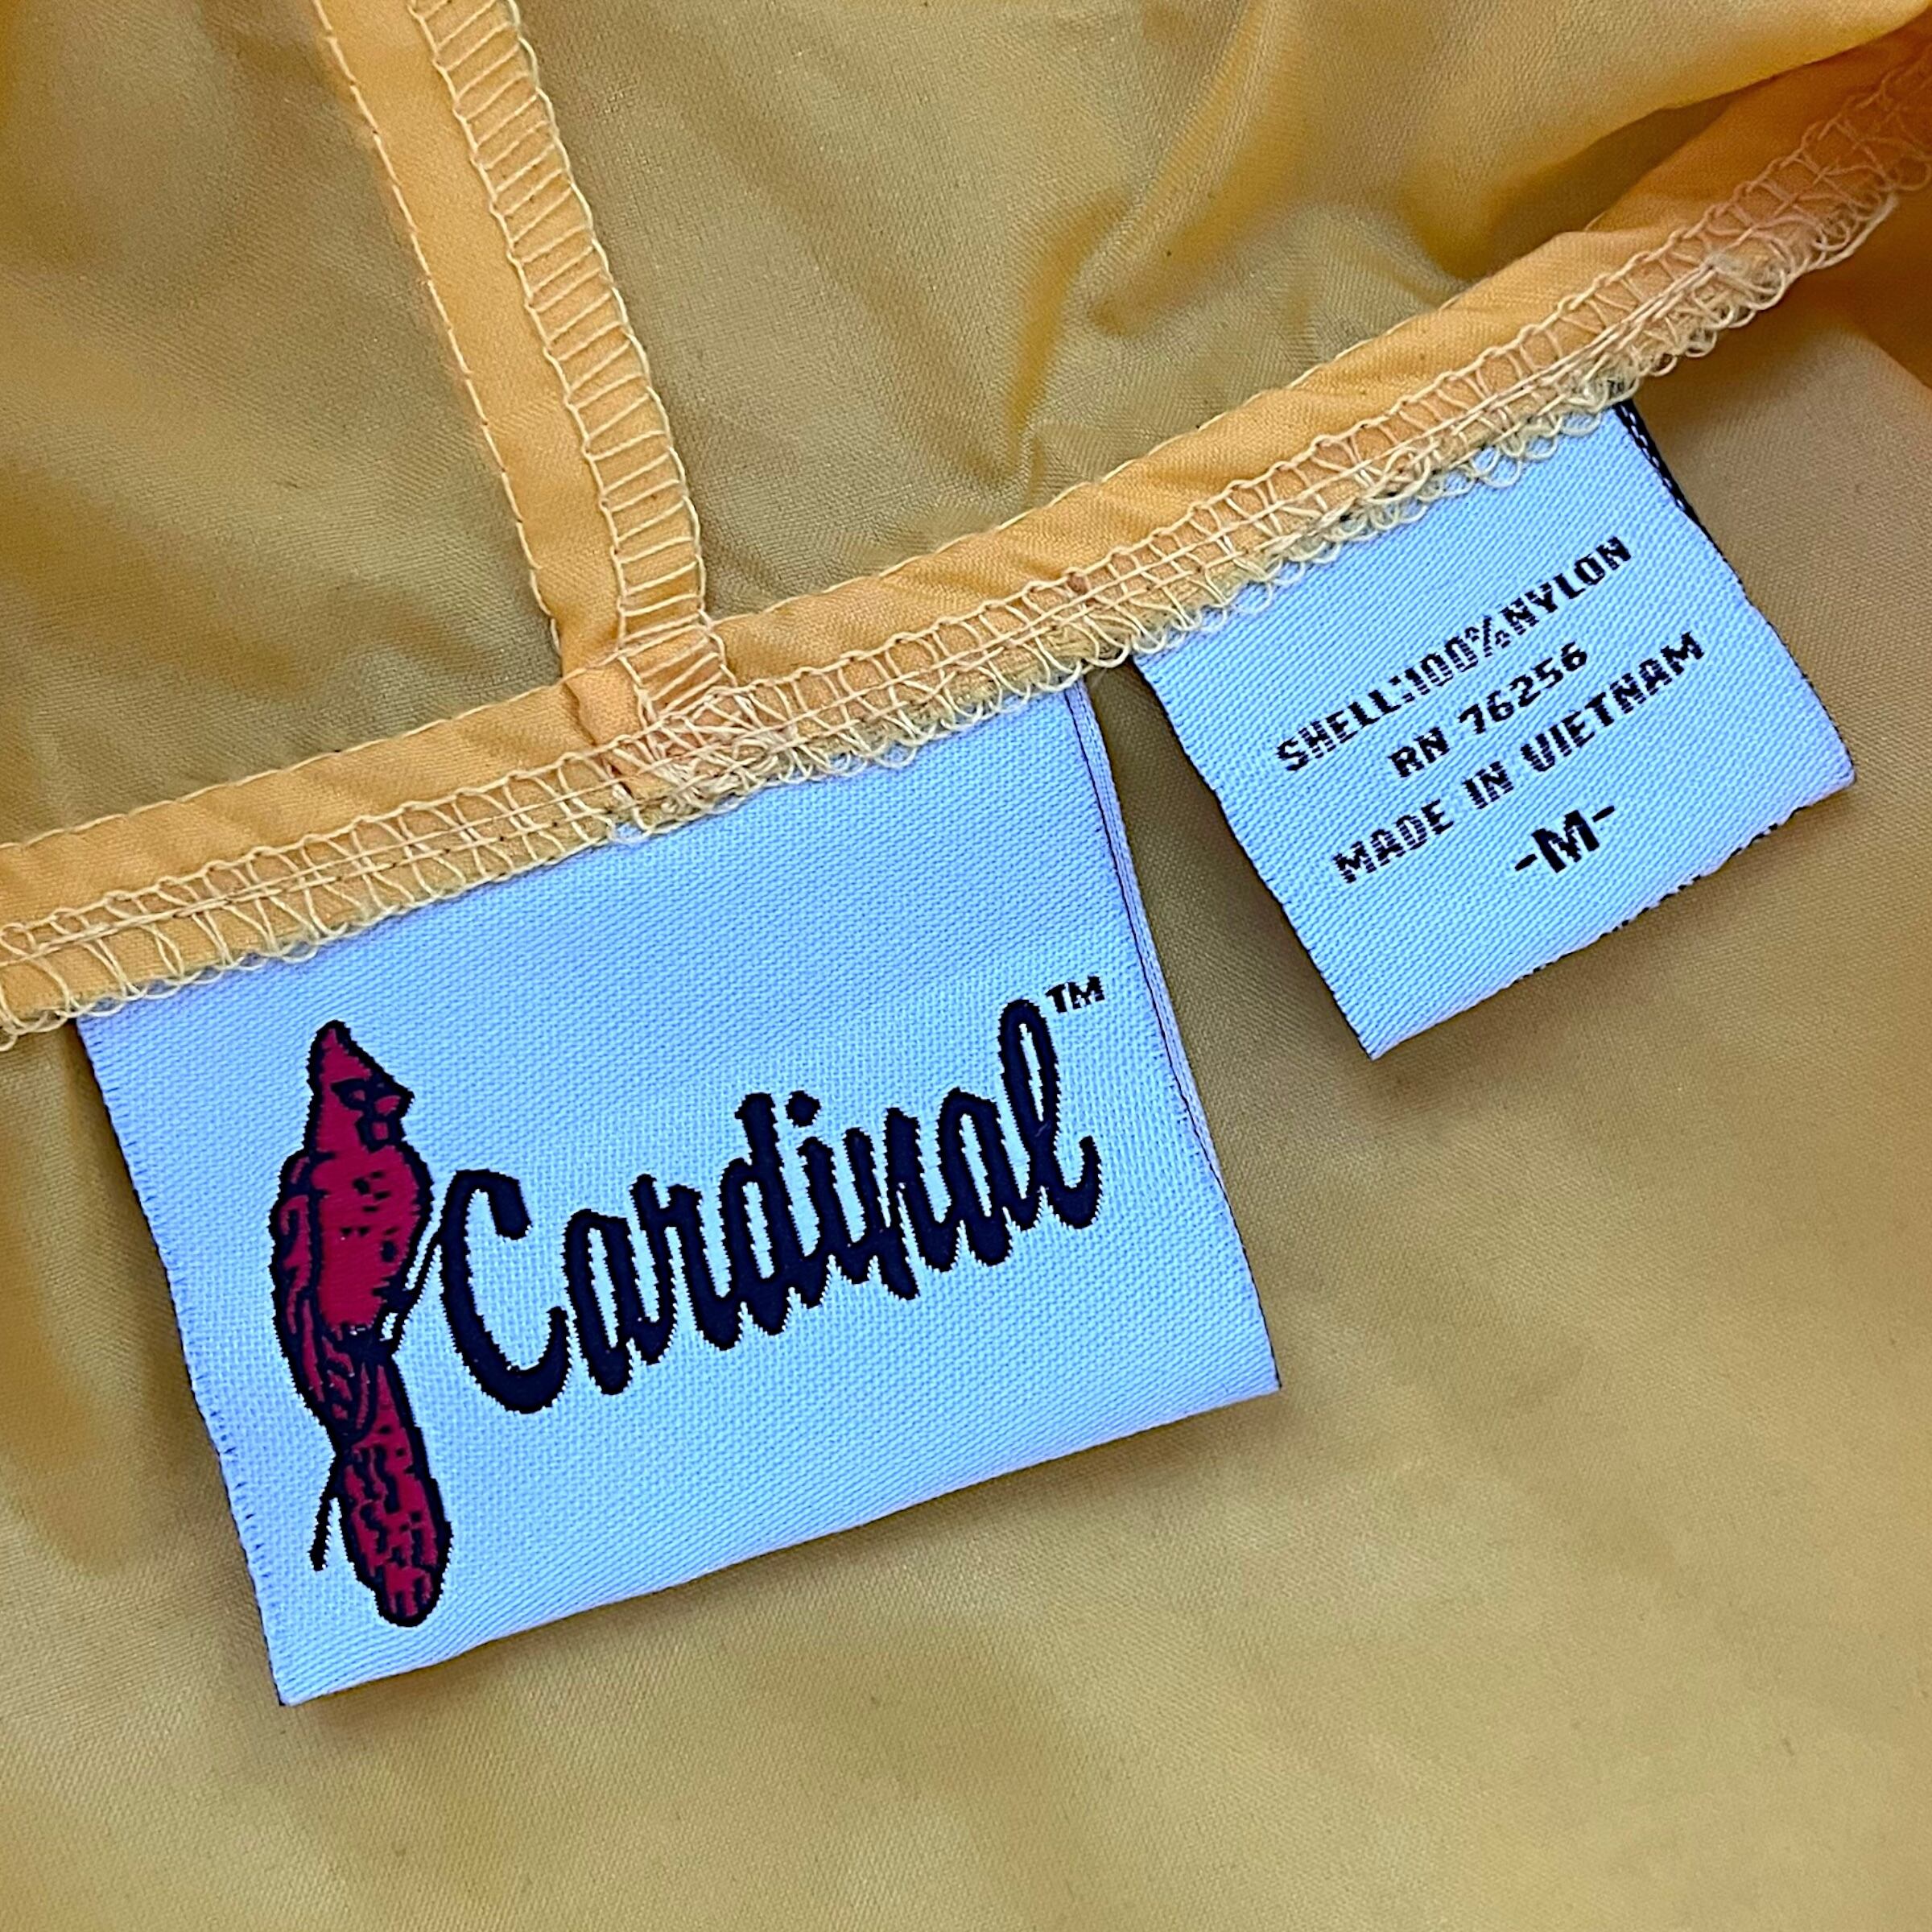 Cardinal™
SHELL:100%NYLON
RN 76256
MADE IN VIETNAM
-M-